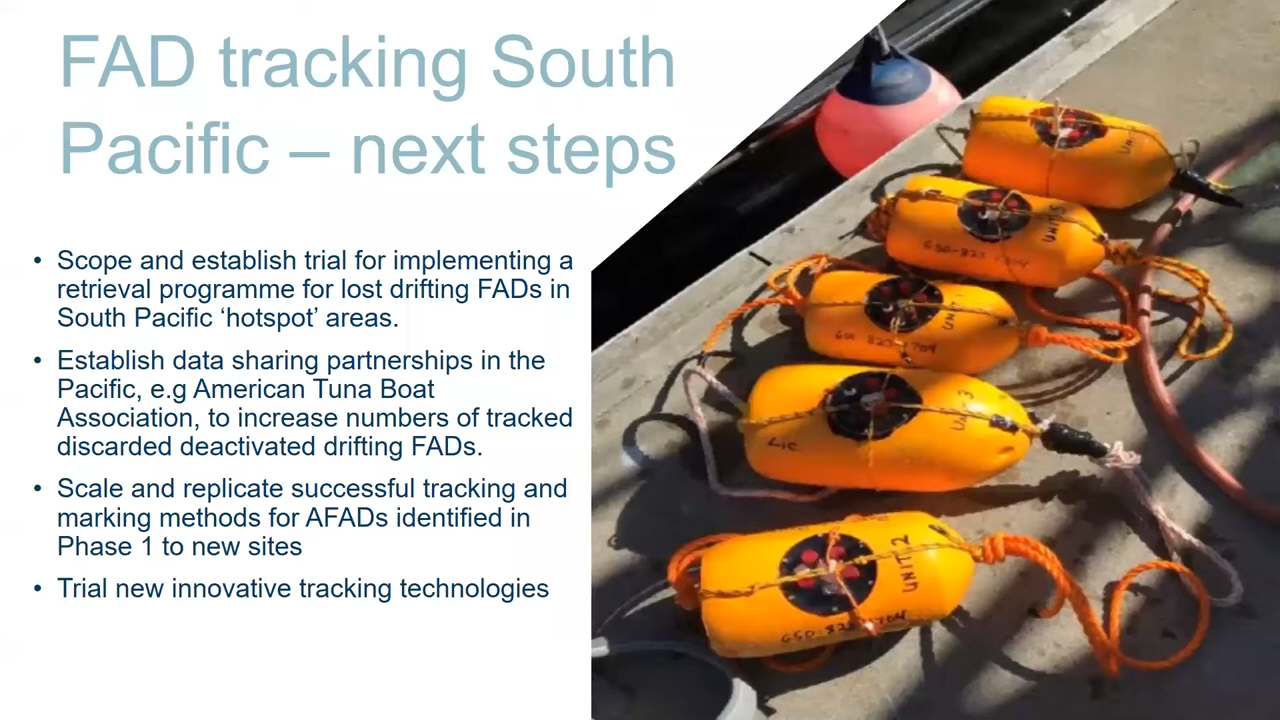 FAD tracking South
Pacific – next steps
• Scope and establish trial for implementing a
retrieval programme for lost drifting FADs in
South Pacific ‘hotspot’ areas.
• Establish data sharing partnerships in the
Pacific, e.g American Tuna Boat
Association, to increase numbers of tracked
discarded deactivated drifting FADs.
• Scale and replicate successful tracking and
marking methods for AFADs identified in
Phase 1 to new sites
• Trial new innovative tracking technologies
UNIT 2